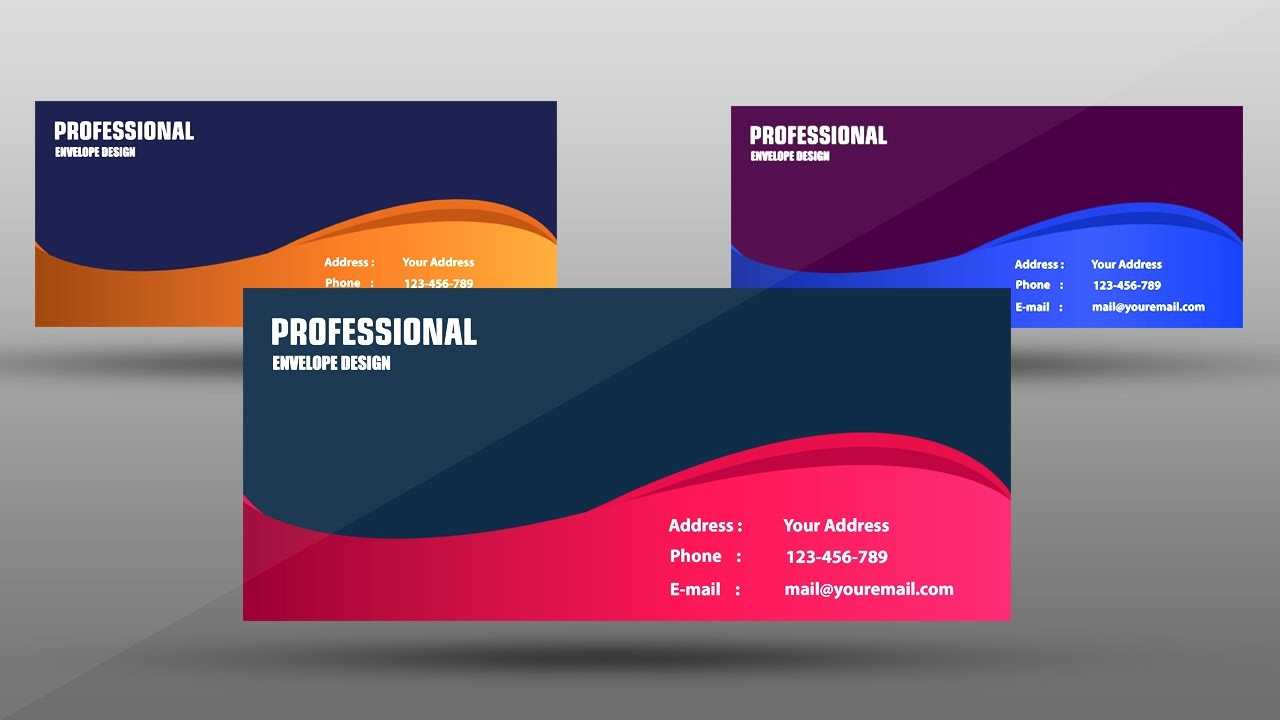 PROFESSIONAL
ENVELOPE DESIGN
Address : Your Address
Phone : 123-456-789
PROFESSIONAL
ENVELOPE DESIGN
Address : Your Address
Phone : 123-456-789
E-mail : mail@youremail.com
PROFESSIONAL
ENVELOPE DESIGN
Address : Your Address
Phone : 123-456-789
E-mail : mail@youremail.com